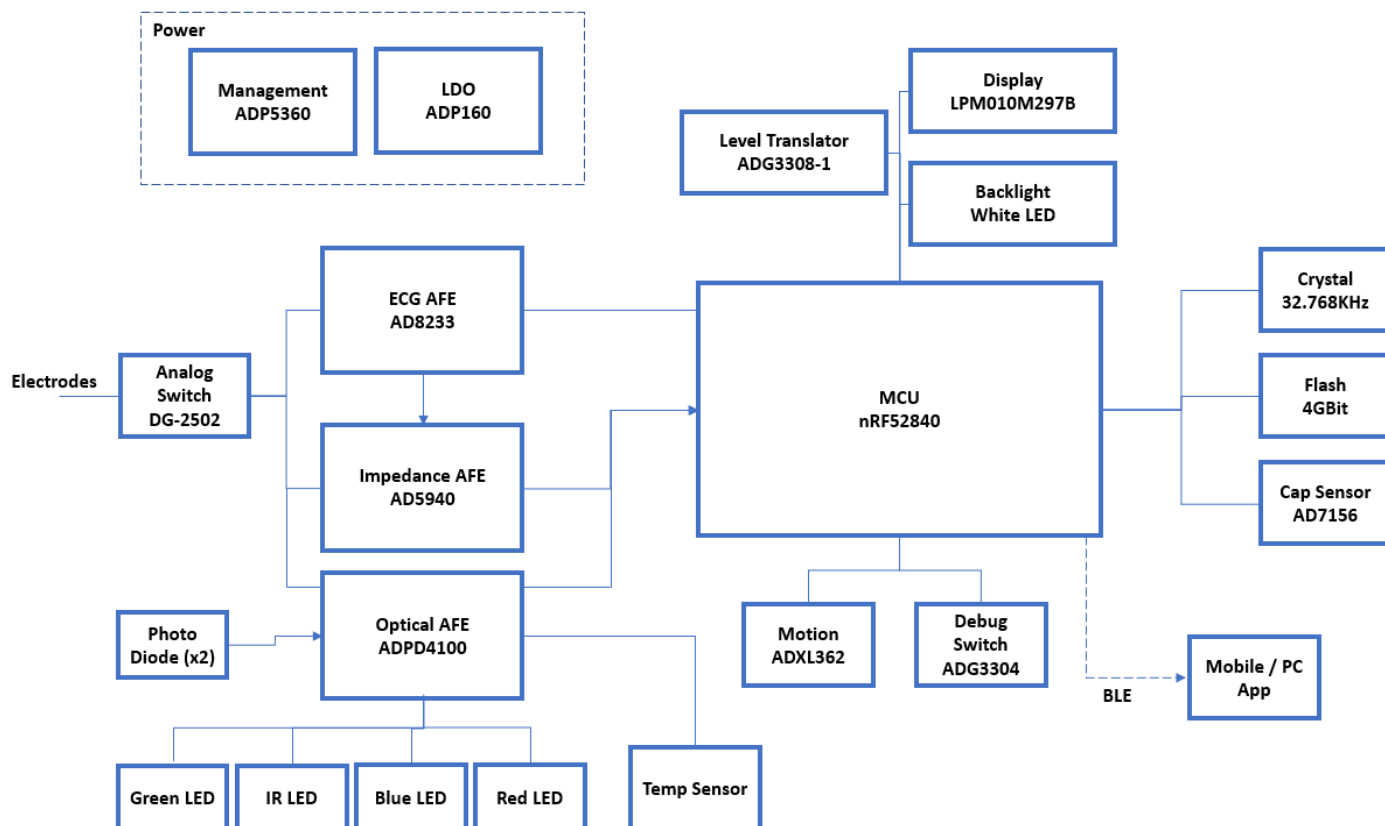 Power
Management
ADP5360
LDO
ADP160
Display
LPM010M297B
Level Translator
ADG3308-1
Backlight
White LED
ECG AFE
AD8233
Crystal
32.768KHz
Electrodes
Analog
Switch
DG-2502
MCU
nRF52840
Flash
4GBit
Impedance AFE
AD5940
Cap Sensor
AD7156
Optical AFE
ADPD4100
Photo
Diode (x2)
Motion
ADXL362
Debug
Switch
ADG3304
BLE
Mobile / PC
App
Green LED
IR LED
Blue LED
Red LED
Temp Sensor